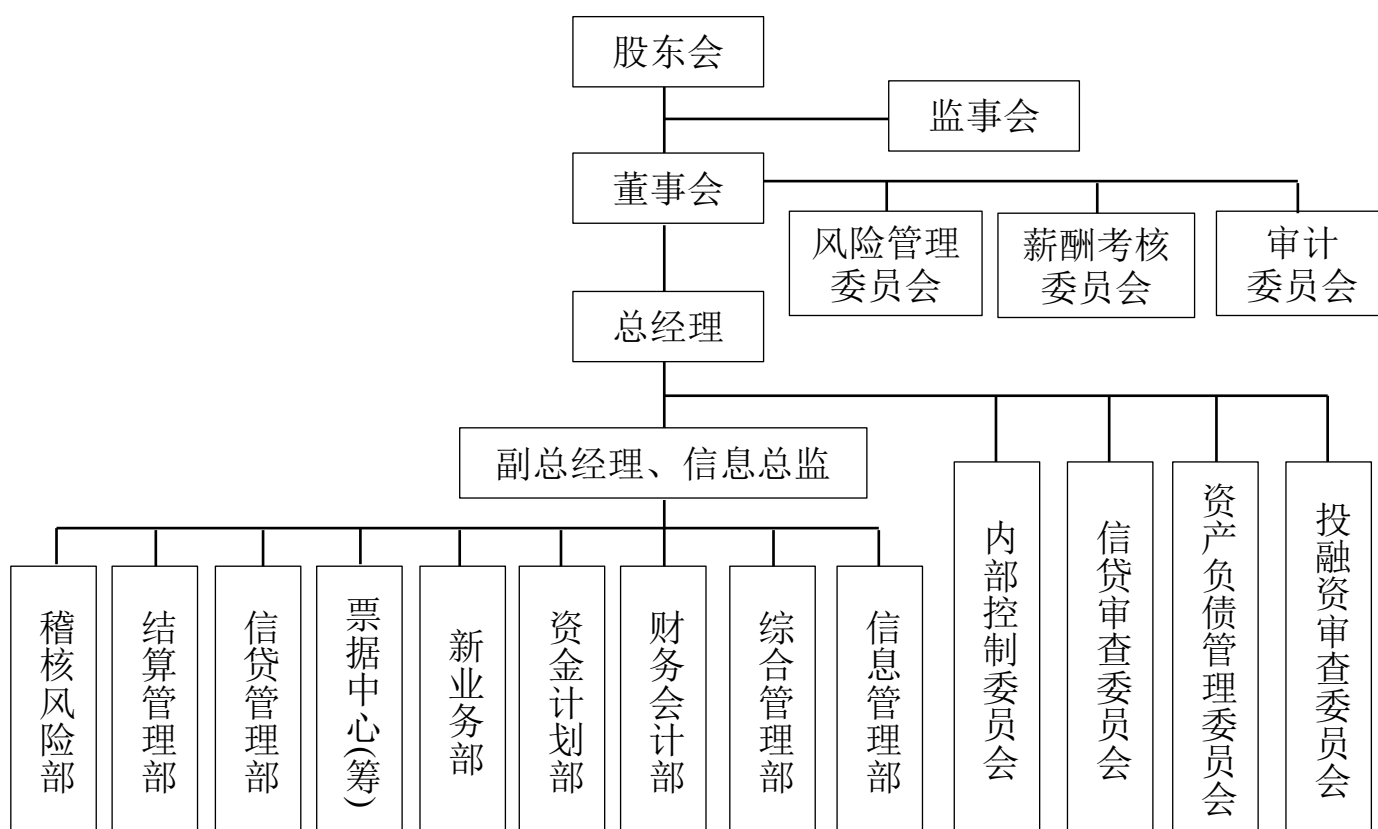 股东会
监事会
董事会
风险管理
委员会
薪酬考核
委员会
审计
委员会
总经理
副总经理、信息总监
稽核风险部
结算管理部
信贷管理部
票据中心(筹)
新业务部
资金计划部
财务会计部
综合管理部
信息管理部
内部控制委员会
信贷审查委员会
资产负债管理委员会
投融资审查委员会